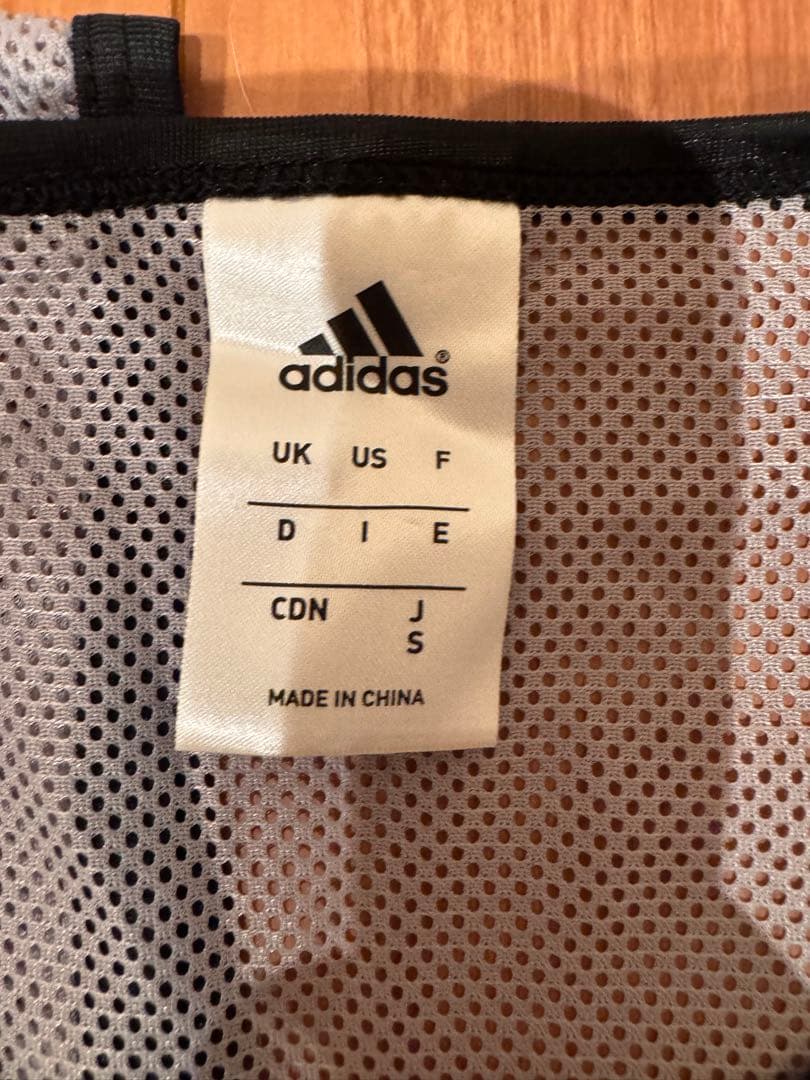 adidas®
UK US F
D I E
CDN J
S
MADE IN CHINA